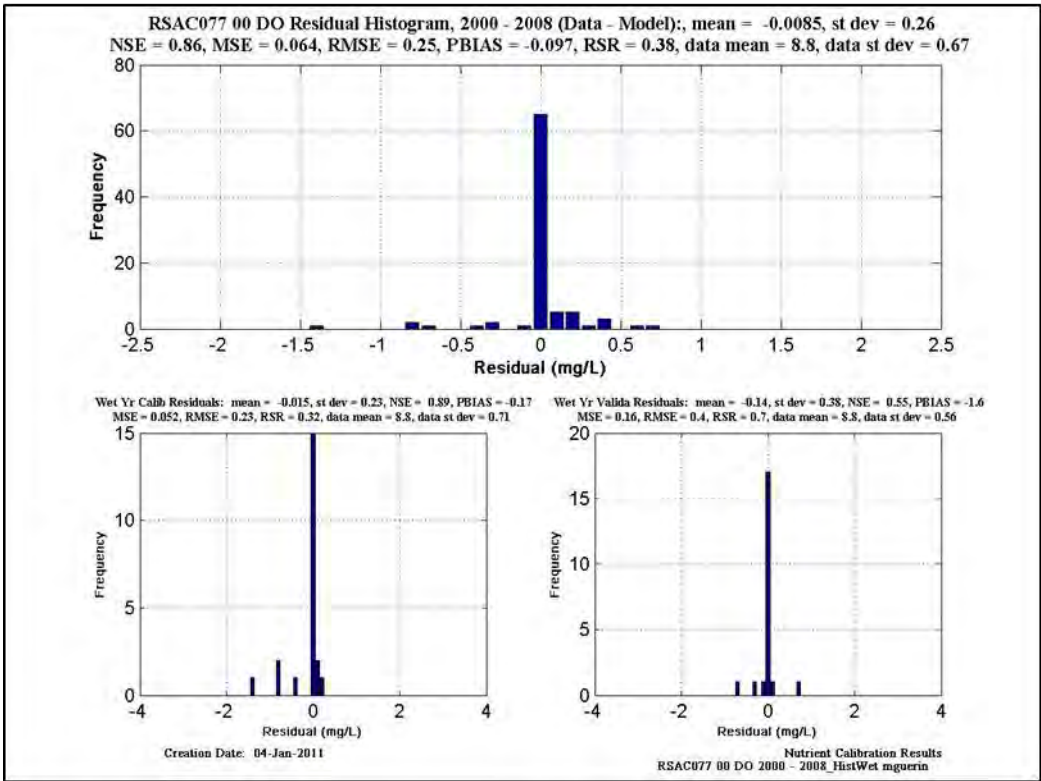 RSAC077 00 DO Residual Histogram, 2000 - 2008 (Data - Model):, mean = -0.0085, st dev = 0.26
NSE = 0.86, MSE = 0.064, RMSE = 0.25, PBIAS = -0.097, RSR = 0.38, data mean = 8.8, data st dev = 0.67
80
60
40
20
0
Frequency
-2.5 -2 -1.5 -1 -0.5 0 0.5 1 1.5 2 2.5
Residual (mg/L)
Wet Yr Calib Residuals: mean = -0.015, st dev = 0.23, NSE = 0.89, PBIAS = -0.17
MSE = 0.052, RMSE = 0.23, RSR = 0.32, data mean = 8.8, data st dev = 0.71
15
10
5
0
Frequency
-4 -2 0 2 4
Residual (mg/L)
Wet Yr Valida Residuals: mean = -0.14, st dev = 0.38, NSE = 0.55, PBIAS = -1.6
MSE = 0.16, RMSE = 0.4, RSR = 0.7, data mean = 8.8, data st dev = 0.56
20
15
10
5
0
Frequency
-4 -2 0 2 4
Residual (mg/L)
Creation Date: 04-Jan-2011
Nutrient Calibration Results
RSAC077 00 DO 2000 - 2008_HistWet mguerin